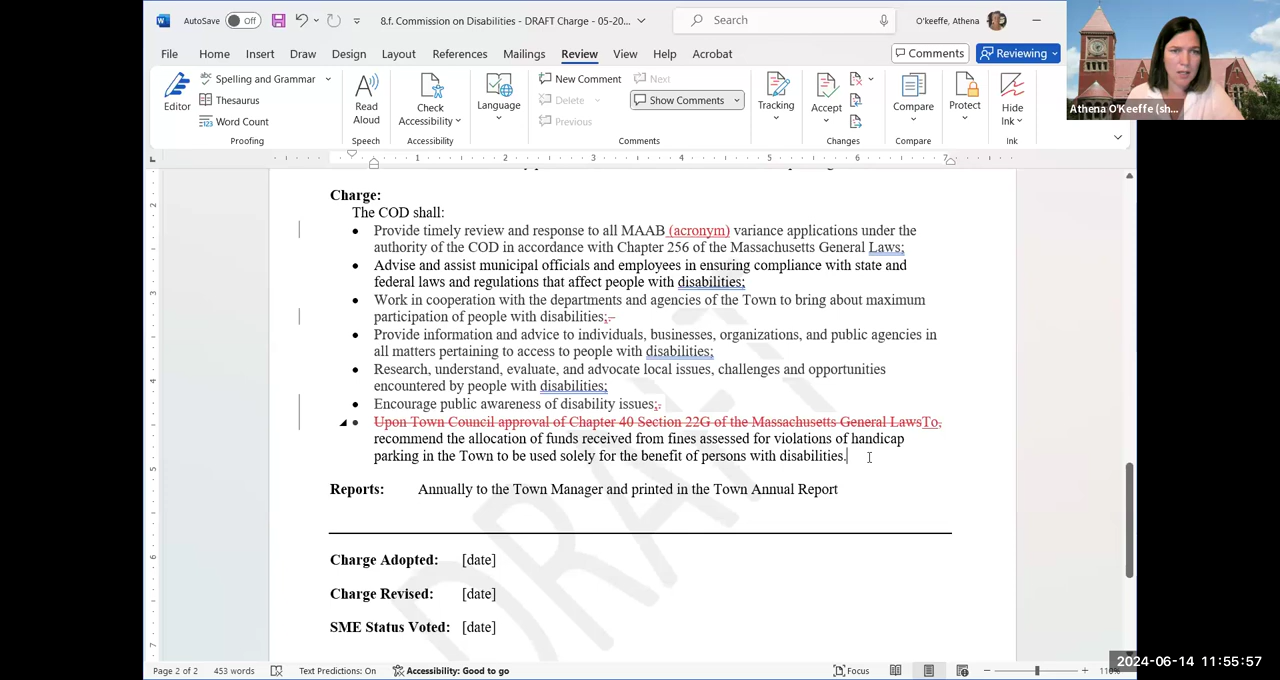 AutoSave Off 8.f. Commission on Disabilities - DRAFT Charge - 05-20... Search O'keeffe, Athena
File Home Insert Draw Design Layout References Mailings Review View Help Acrobat Comments Reviewing
Editor
Spelling and Grammar
Thesaurus
Word Count
Proofing
Read Aloud
Speech
Check Accessibility
Accessibility
Language
New Comment
Delete
Previous
Next
Show Comments
Comments
Tracking
Accept
Changes
Compare
Compare
Protect
Hide Ink
Ink
Athena O'Keeffe (sh...
1 2 3 4 5 6 7
Charge:
The COD shall:
• Provide timely review and response to all MAAB (acronym) variance applications under the
authority of the COD in accordance with Chapter 256 of the Massachusetts General Laws;
• Advise and assist municipal officials and employees in ensuring compliance with state and
federal laws and regulations that affect people with disabilities;
• Work in cooperation with the departments and agencies of the Town to bring about maximum
participation of people with disabilities;.
• Provide information and advice to individuals, businesses, organizations, and public agencies in
all matters pertaining to access to people with disabilities;
• Research, understand, evaluate, and advocate local issues, challenges and opportunities
encountered by people with disabilities;
• Encourage public awareness of disability issues;.
• Upon Town Council approval of Chapter 40 Section 22G of the Massachusetts General LawsTo,
recommend the allocation of funds received from fines assessed for violations of handicap
parking in the Town to be used solely for the benefit of persons with disabilities.
Reports: Annually to the Town Manager and printed in the Town Annual Report
Charge Adopted: [date]
Charge Revised: [date]
SME Status Voted: [date]
DRAFT
Page 2 of 2 453 words Text Predictions: On Accessibility: Good to go Focus
2024-06-14 11:55:57